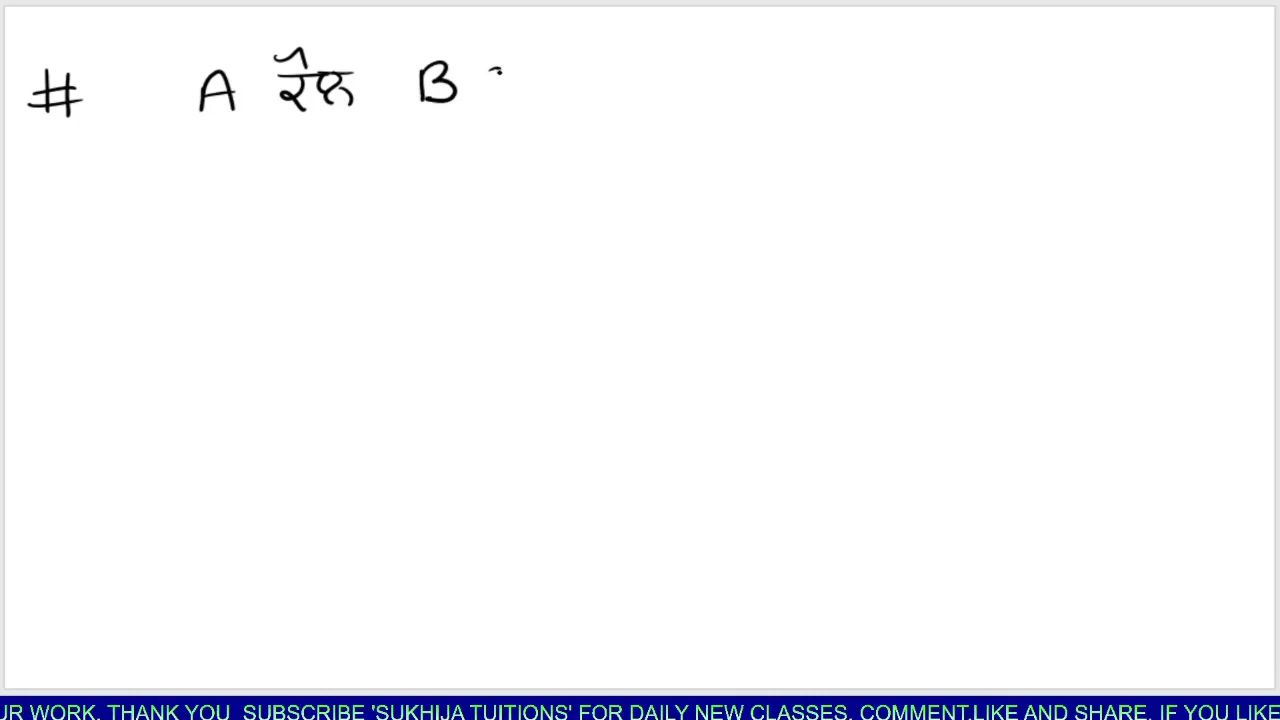 # A B
UR WORK. THANK YOU SUBSCRIBE 'SUKHIJA TUITIONS' FOR DAILY NEW CLASSES. COMMENT,LIKE AND SHARE, IF YOU LIKE